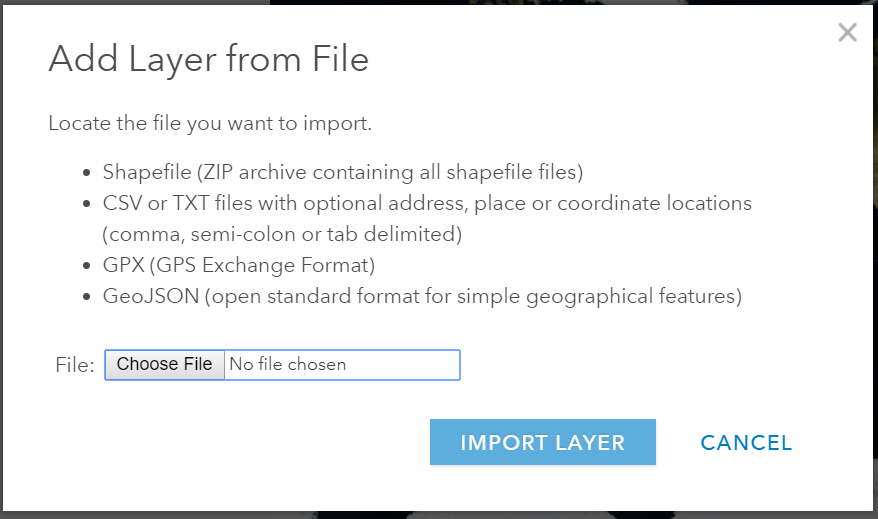 Add Layer from File
Locate the file you want to import.
• Shapefile (ZIP archive containing all shapefile files)
• CSV or TXT files with optional address, place or coordinate locations
(comma, semi-colon or tab delimited)
• GPX (GPS Exchange Format)
• GeoJSON (open standard format for simple geographical features)
File: Choose File No file chosen
IMPORT LAYER CANCEL